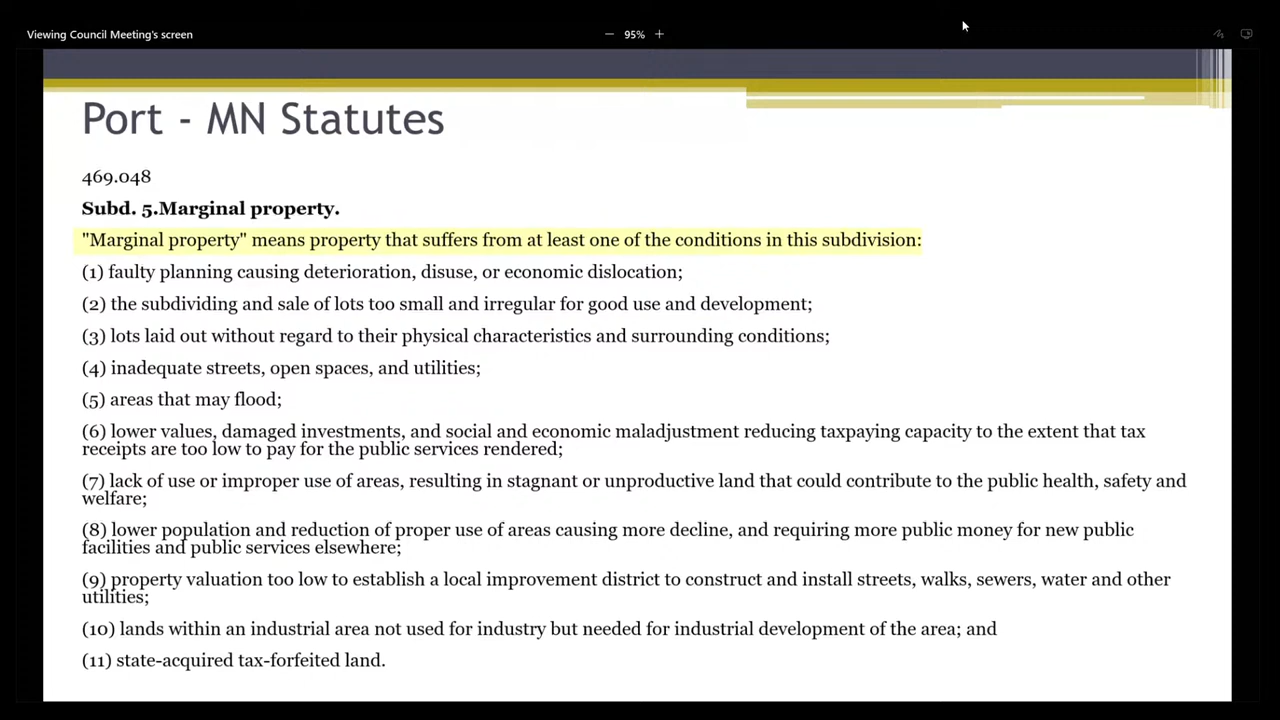 Viewing Council Meeting's screen
— 95% +
Port - MN Statutes
469.048
Subd. 5.Marginal property.
"Marginal property" means property that suffers from at least one of the conditions in this subdivision:
(1) faulty planning causing deterioration, disuse, or economic dislocation;
(2) the subdividing and sale of lots too small and irregular for good use and development;
(3) lots laid out without regard to their physical characteristics and surrounding conditions;
(4) inadequate streets, open spaces, and utilities;
(5) areas that may flood;
(6) lower values, damaged investments, and social and economic maladjustment reducing taxpaying capacity to the extent that tax
receipts are too low to pay for the public services rendered;
(7) lack of use or improper use of areas, resulting in stagnant or unproductive land that could contribute to the public health, safety and
welfare;
(8) lower population and reduction of proper use of areas causing more decline, and requiring more public money for new public
facilities and public services elsewhere;
(9) property valuation too low to establish a local improvement district to construct and install streets, walks, sewers, water and other
utilities;
(10) lands within an industrial area not used for industry but needed for industrial development of the area; and
(11) state-acquired tax-forfeited land.